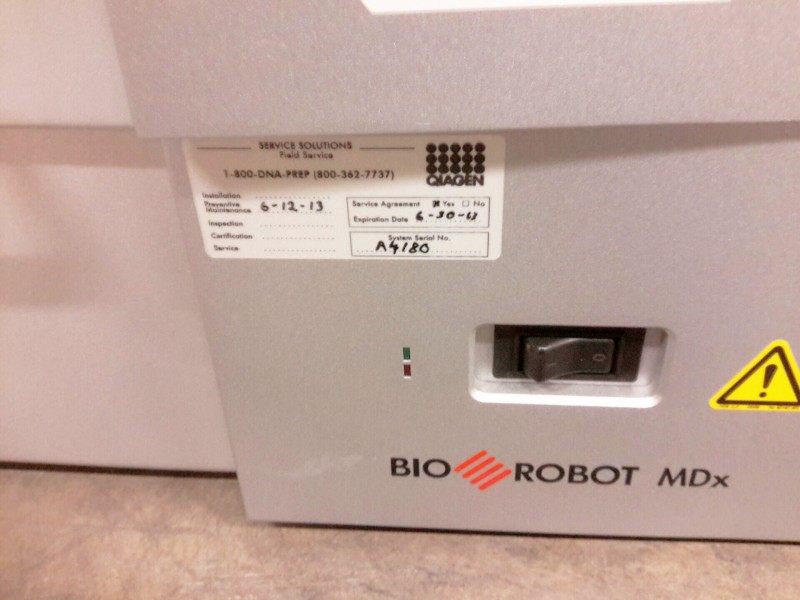 SERVICE SOLUTIONS
Field Service
1-800-DNA-PREP (800-362-7737)
QIAGEN
Installation
Preventive Maintenance 6-12-13
Inspection
Certification
Service
Service Agreement ☒ Yes ☐ No
Expiration Date 6-30-13
System Serial No.
A4180
O
BIO ROBOT MDx